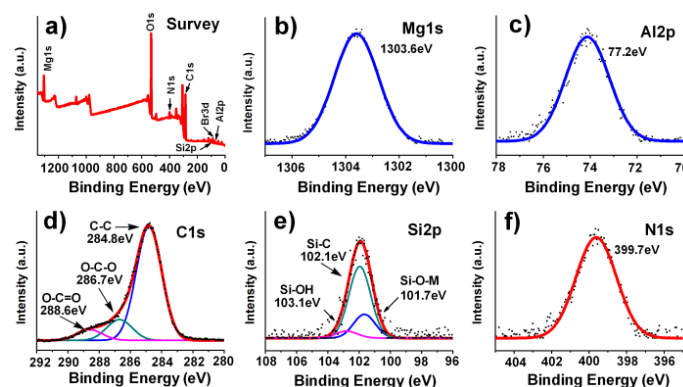 a) Survey
Intensity (a.u.)
Mg1s
O1s
N1s
C1s
Br3d
Al2p
Si2p
1200 1000 800 600 400 200 0
Binding Energy (eV)
b) Mg1s
1303.6eV
Intensity (a.u.)
1306 1304 1302 1300
Binding Energy (eV)
c) Al2p
77.2eV
Intensity (a.u.)
78 76 74 72 70
Binding Energy (eV)
d) C1s
C-C
284.8eV
O-C-O
286.7eV
O-C=O
288.6eV
Intensity (a.u.)
292 290 288 286 284 282 280
Binding Energy (eV)
e) Si2p
Si-C
102.1eV
Si-OH
103.1eV
Si-O-M
101.7eV
Intensity (a.u.)
108 106 104 102 100 98 96
Binding Energy (eV)
f) N1s
399.7eV
Intensity (a.u.)
404 400 396
Binding Energy (eV)